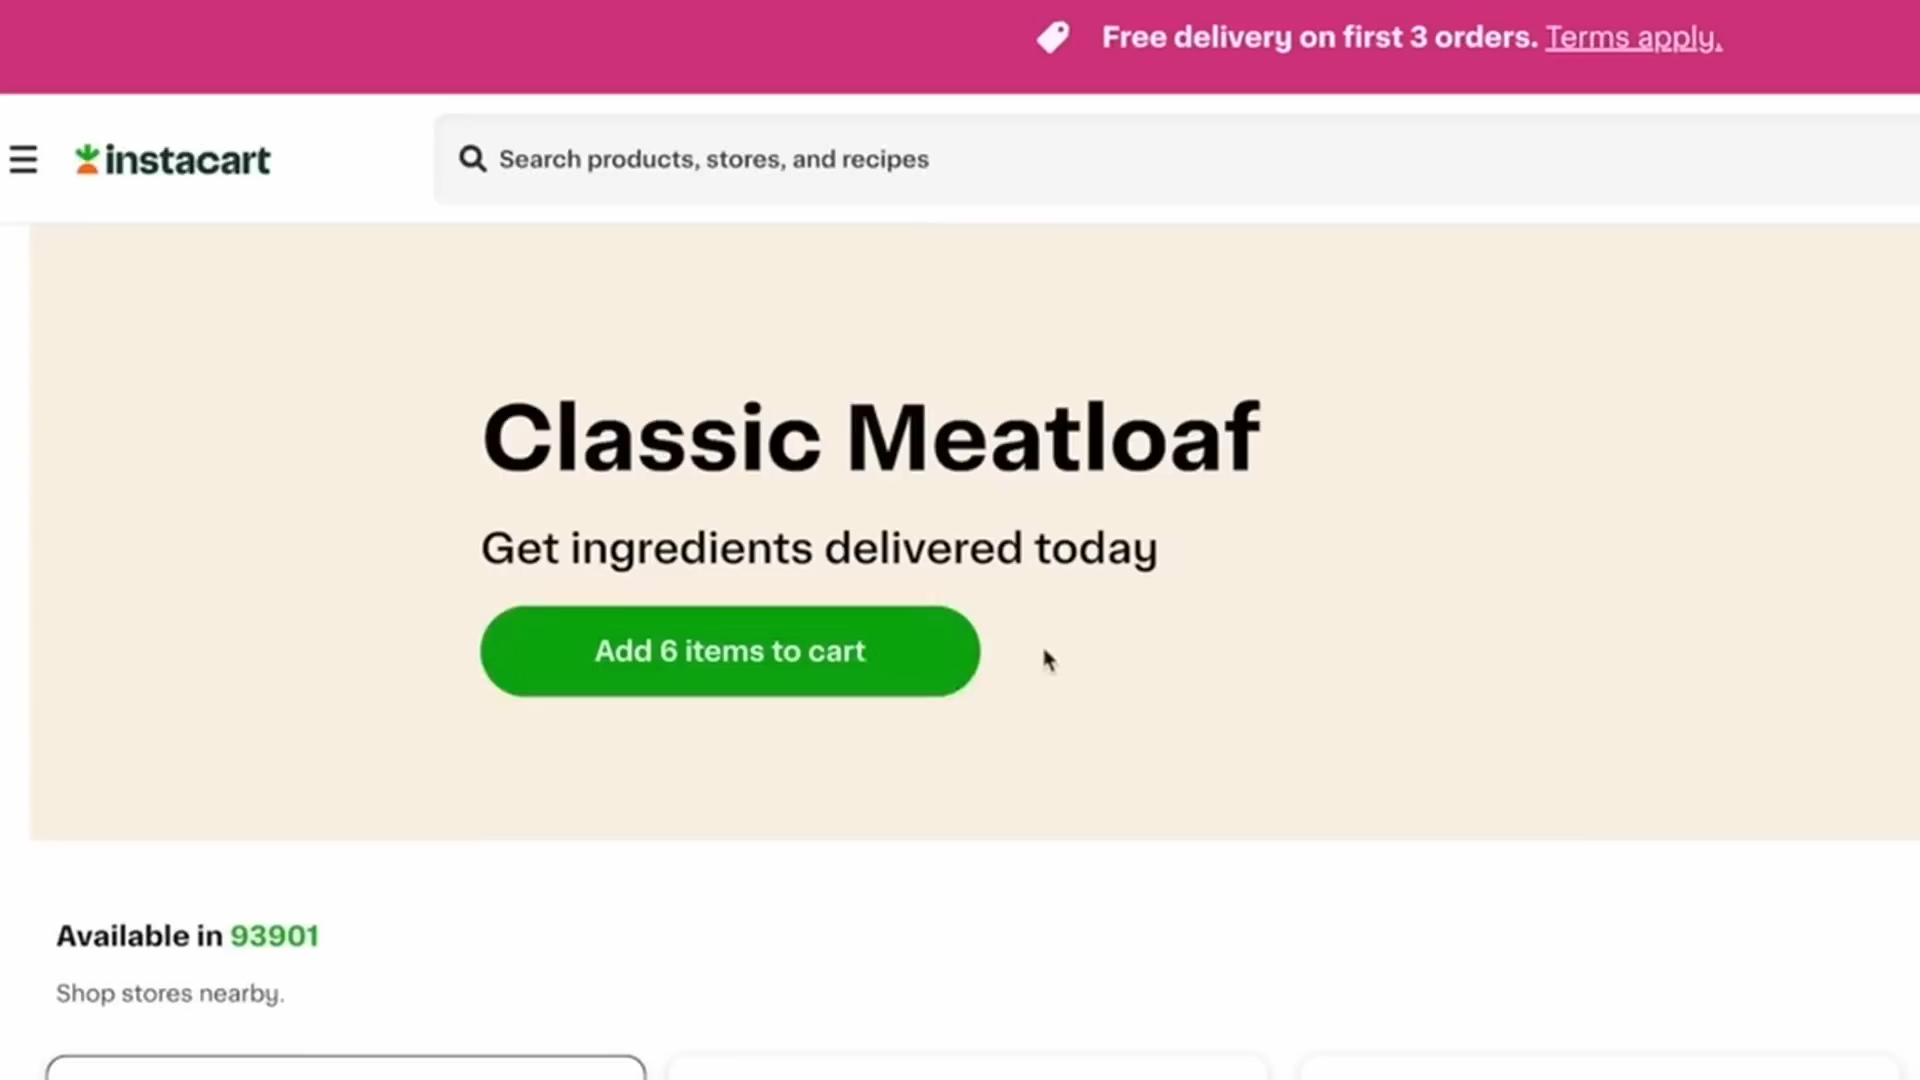 Free delivery on first 3 orders. Terms apply.
instacart
Search products, stores, and recipes
Classic Meatloaf
Get ingredients delivered today
Add 6 items to cart
Available in 93901
Shop stores nearby.